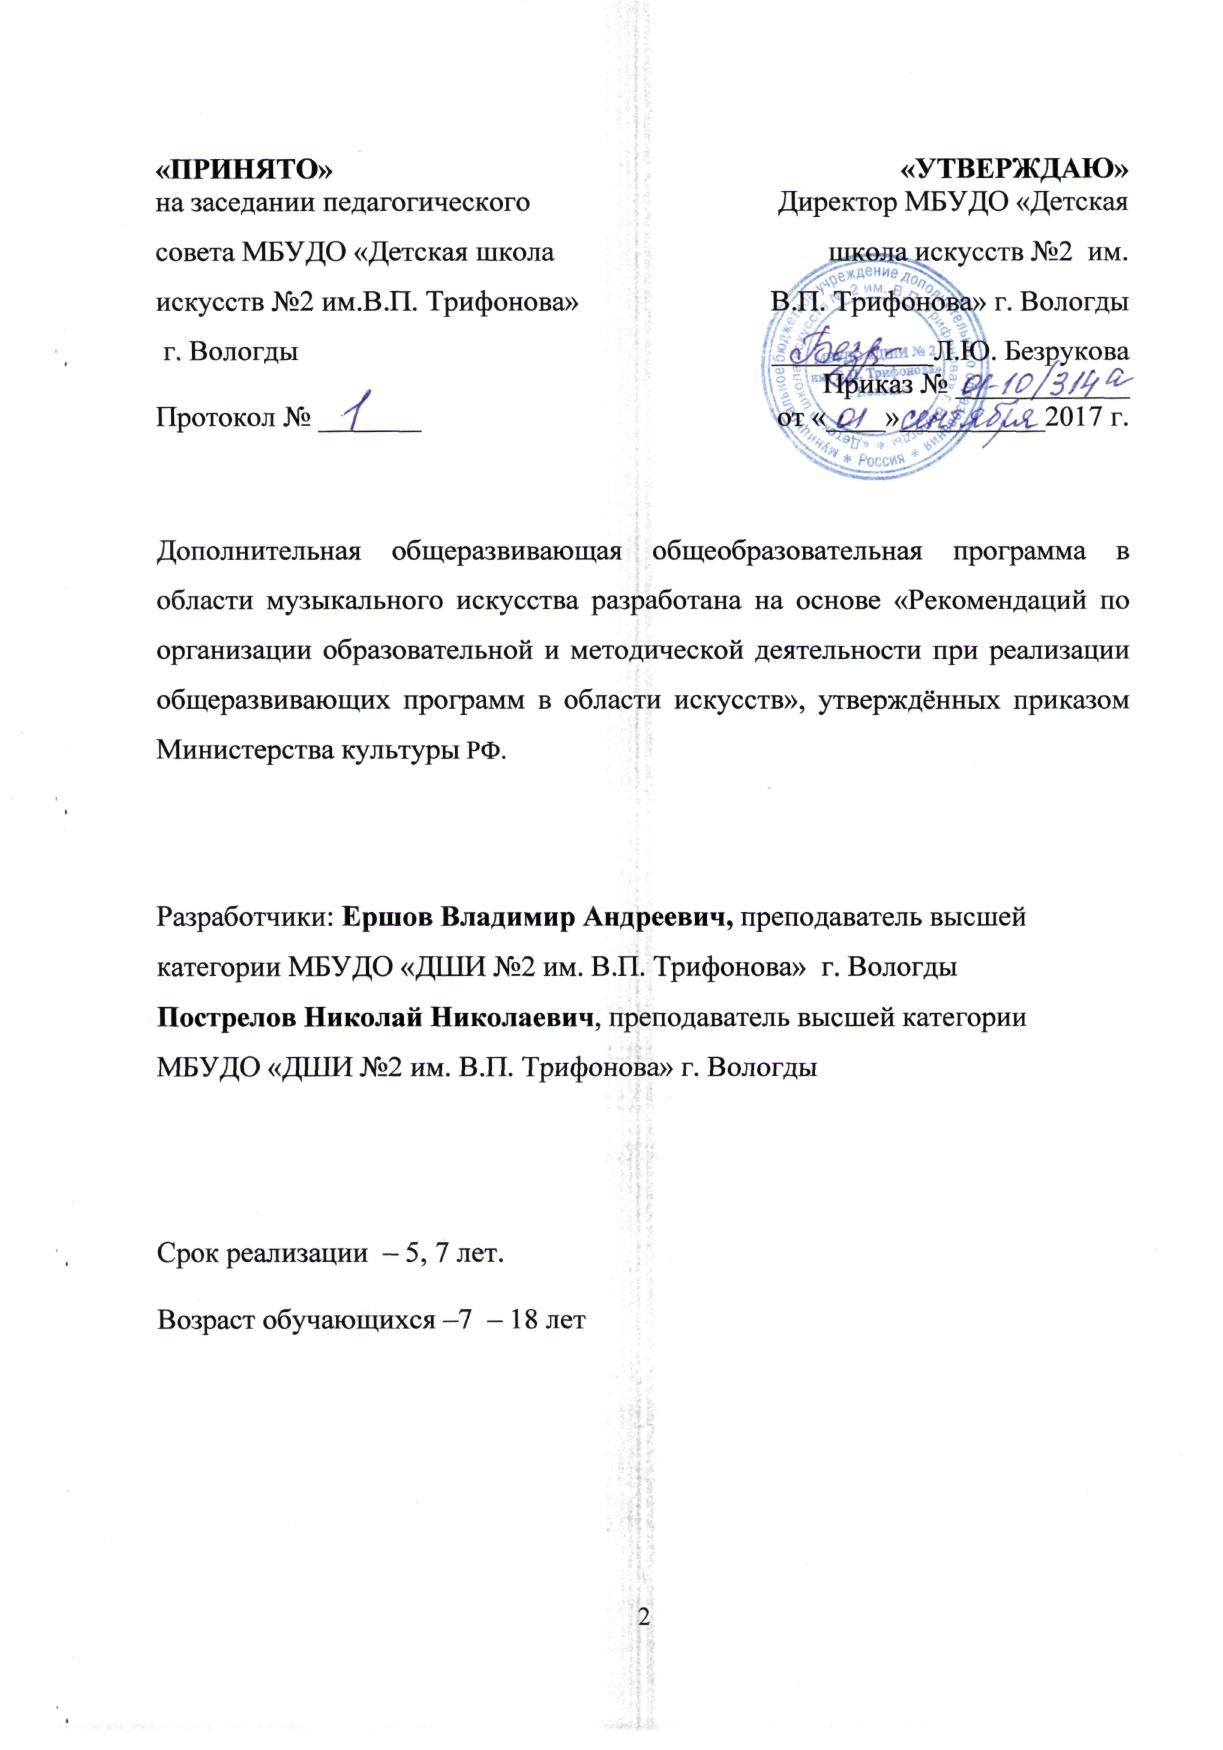 «ПРИНЯТО»
на заседании педагогического
совета МБУДО «Детская школа
искусств №2 им.В.П. Трифонова»
г. Вологды
Протокол № 1
«УТВЕРЖДАЮ»
Директор МБУДО «Детская
школа искусств №2 им.
В.П. Трифонова» г. Вологды
Л.Ю. Безрукова
Приказ № 01-10/314а
от «01» сентября 2017 г.
Дополнительная общеразвивающая общеобразовательная программа в
области музыкального искусства разработана на основе «Рекомендаций по
организации образовательной и методической деятельности при реализации
общеразвивающих программ в области искусств», утверждённых приказом
Министерства культуры РФ.
Разработчики: Ершов Владимир Андреевич, преподаватель высшей
категории МБУДО «ДШИ №2 им. В.П. Трифонова» г. Вологды
Пострелов Николай Николаевич, преподаватель высшей категории
МБУДО «ДШИ №2 им. В.П. Трифонова» г. Вологды
Срок реализации – 5, 7 лет.
Возраст обучающихся –7 – 18 лет
2